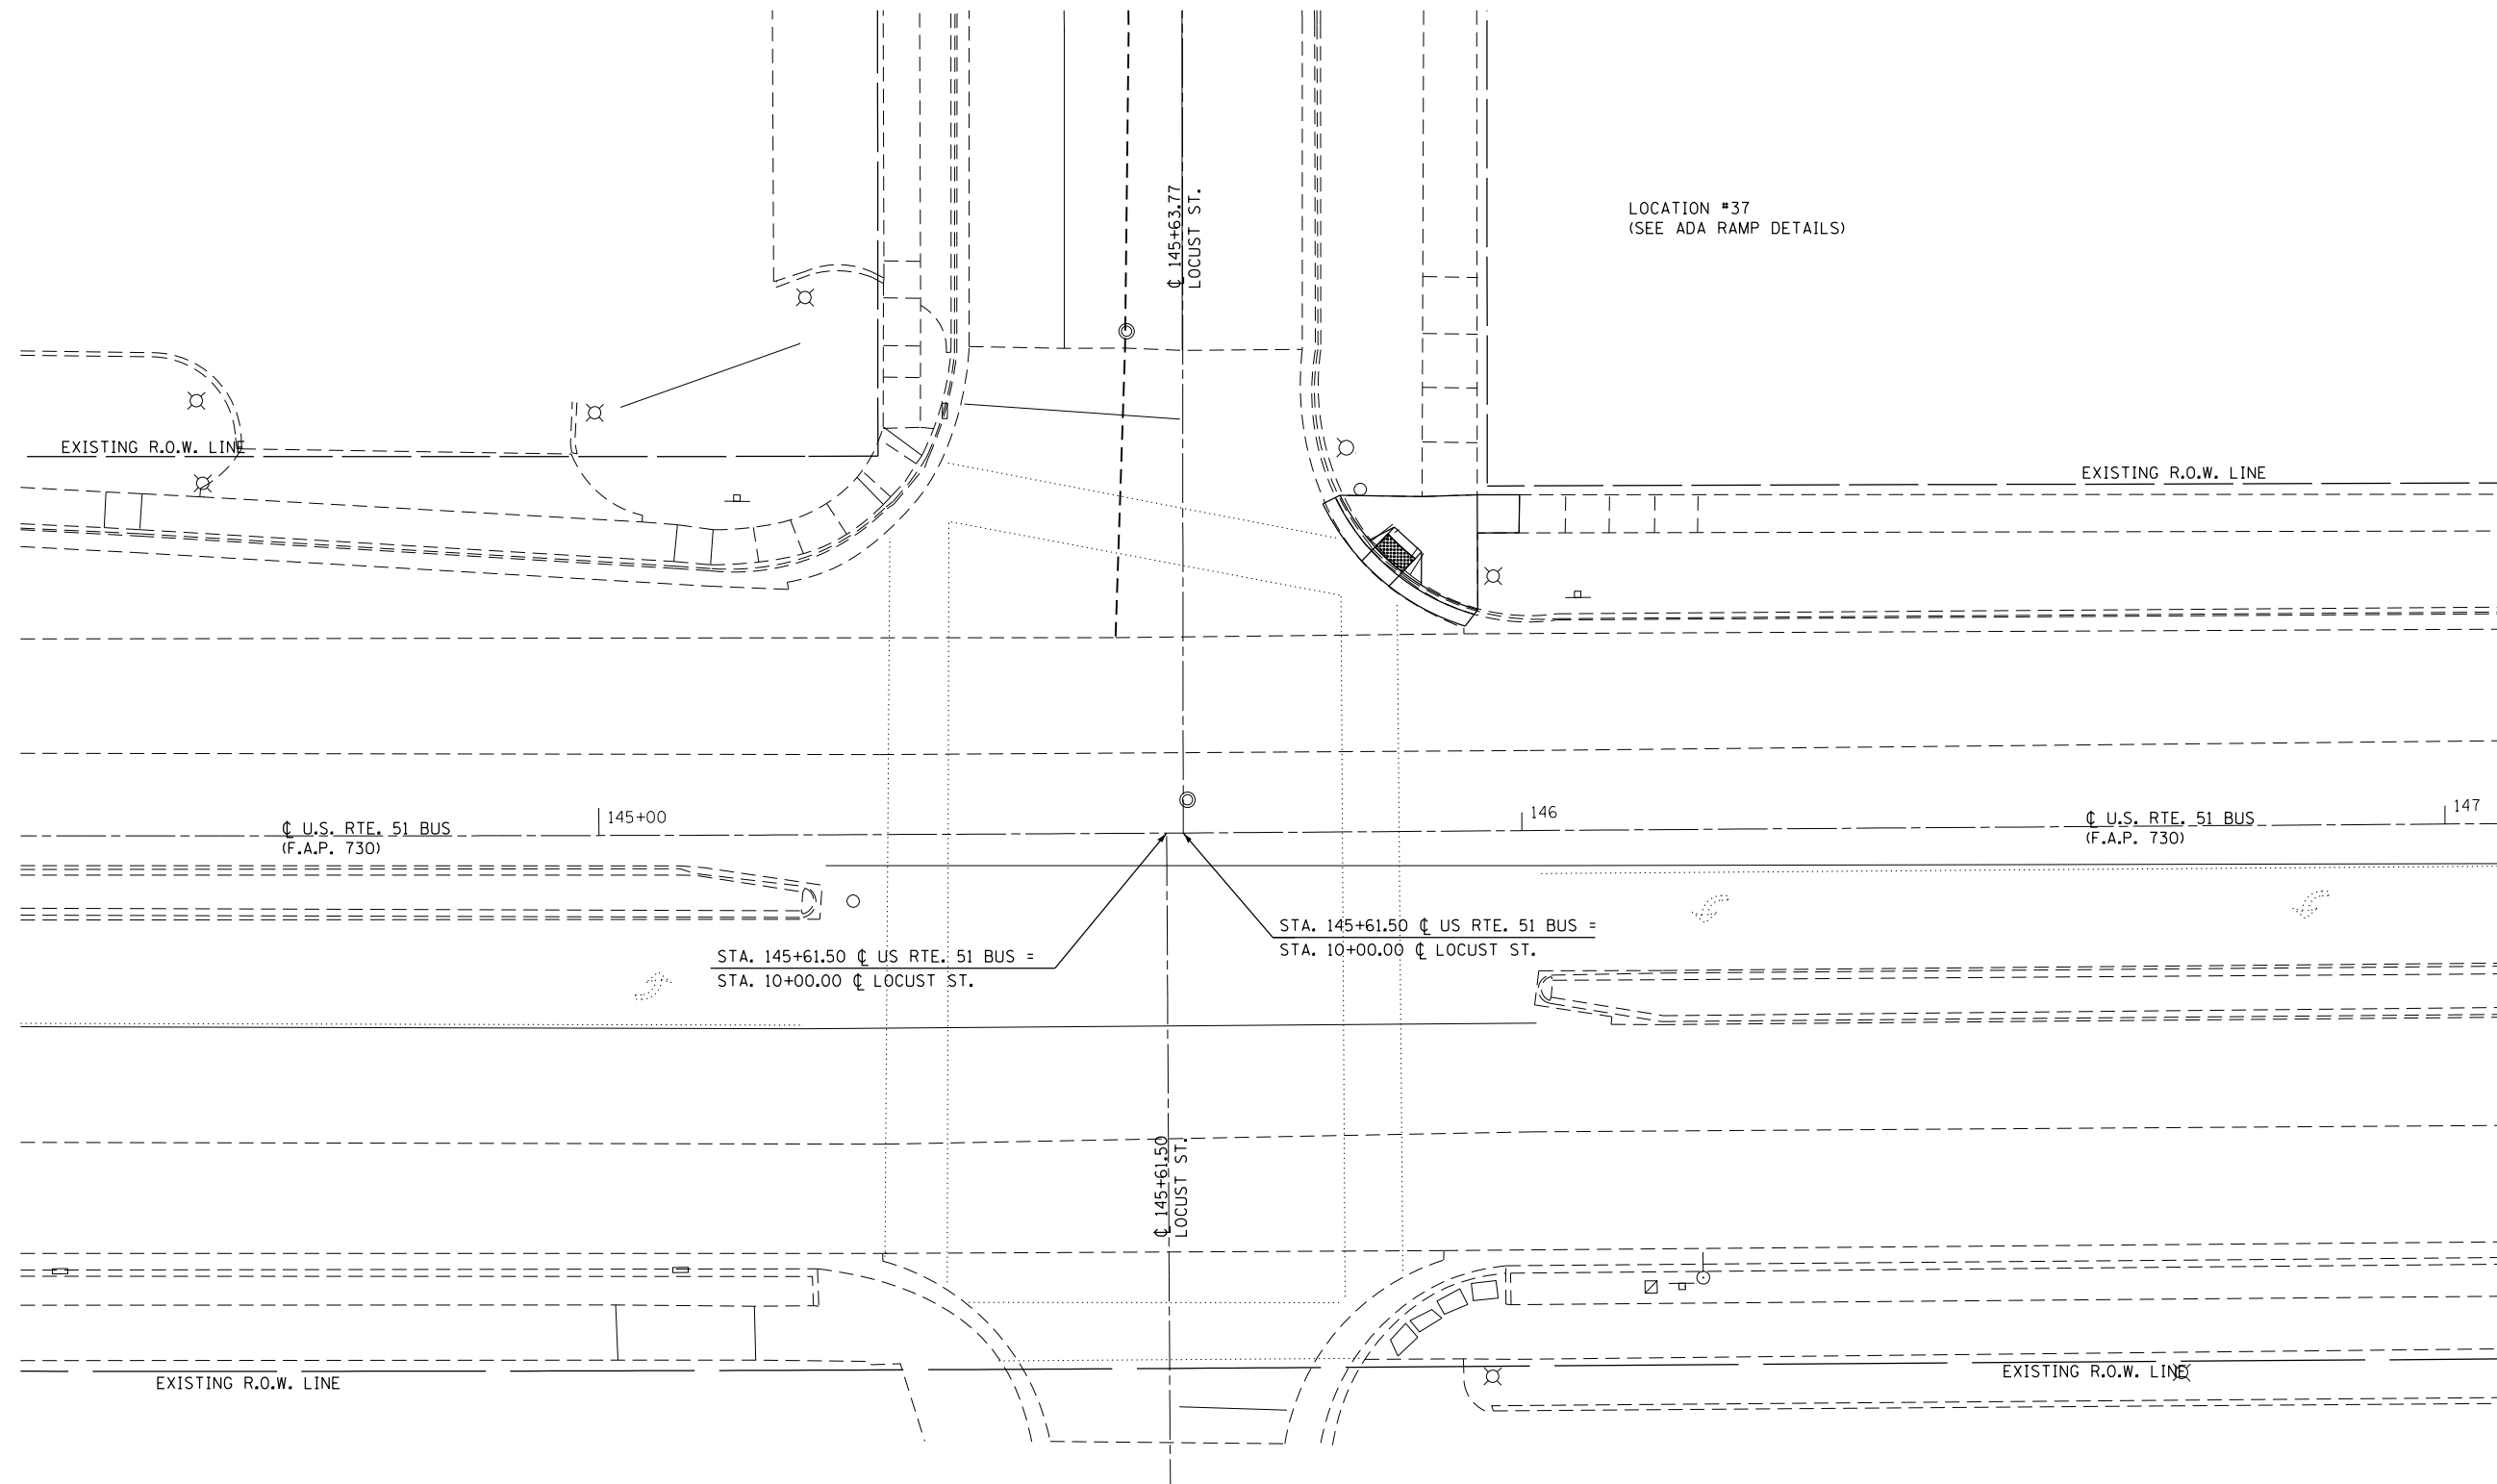 ℄ 145+63.77
LOCUST ST.
LOCATION #37
(SEE ADA RAMP DETAILS)
EXISTING R.O.W. LINE
EXISTING R.O.W. LINE
℄ U.S. RTE. 51 BUS
(F.A.P. 730)
145+00
146
℄ U.S. RTE. 51 BUS
(F.A.P. 730)
147
STA. 145+61.50 ℄ US RTE. 51 BUS =
STA. 10+00.00 ℄ LOCUST ST.
STA. 145+61.50 ℄ US RTE. 51 BUS =
STA. 10+00.00 ℄ LOCUST ST.
℄ 145+61.50
LOCUST ST.
EXISTING R.O.W. LINE
EXISTING R.O.W. LINE